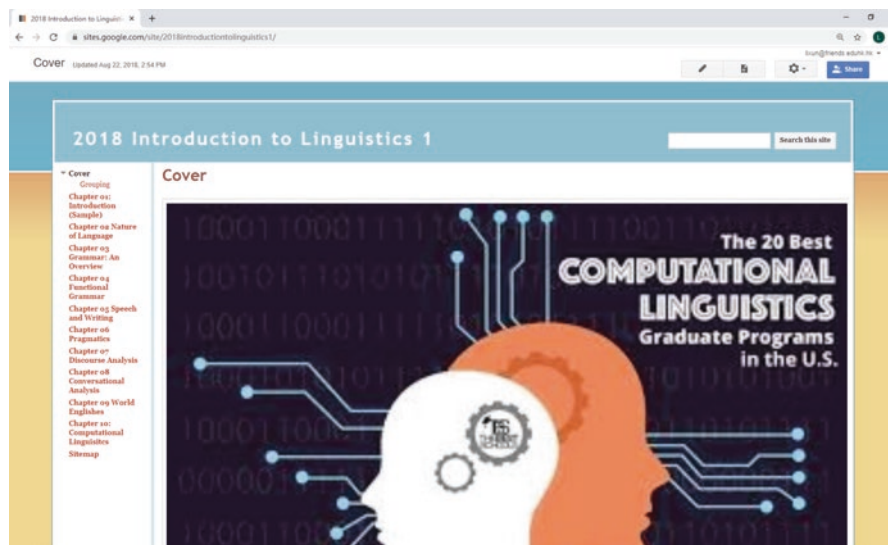 2018 Introduction to Linguisti
sites.google.com/site/2018introductiontolinguistics1/
Cover Updated Aug 22, 2018, 2:54 PM
Share
2018 Introduction to Linguistics 1
Search this site
Cover
Grouping
Chapter 01:
Introduction
(Sample)
Chapter 02 Nature
of Language
Chapter 03
Grammar: An
Overview
Chapter 04
Functional
Grammar
Chapter 05 Speech
and Writing
Chapter 06
Pragmatics
Chapter 07
Discourse Analysis
Chapter 08
Conversational
Analysis
Chapter 09 World
Englishes
Chapter 10:
Computational
Linguisitcs
Sitemap
Cover
The 20 Best
COMPUTATIONAL
LINGUISTICS
Graduate Programs
in the U.S.